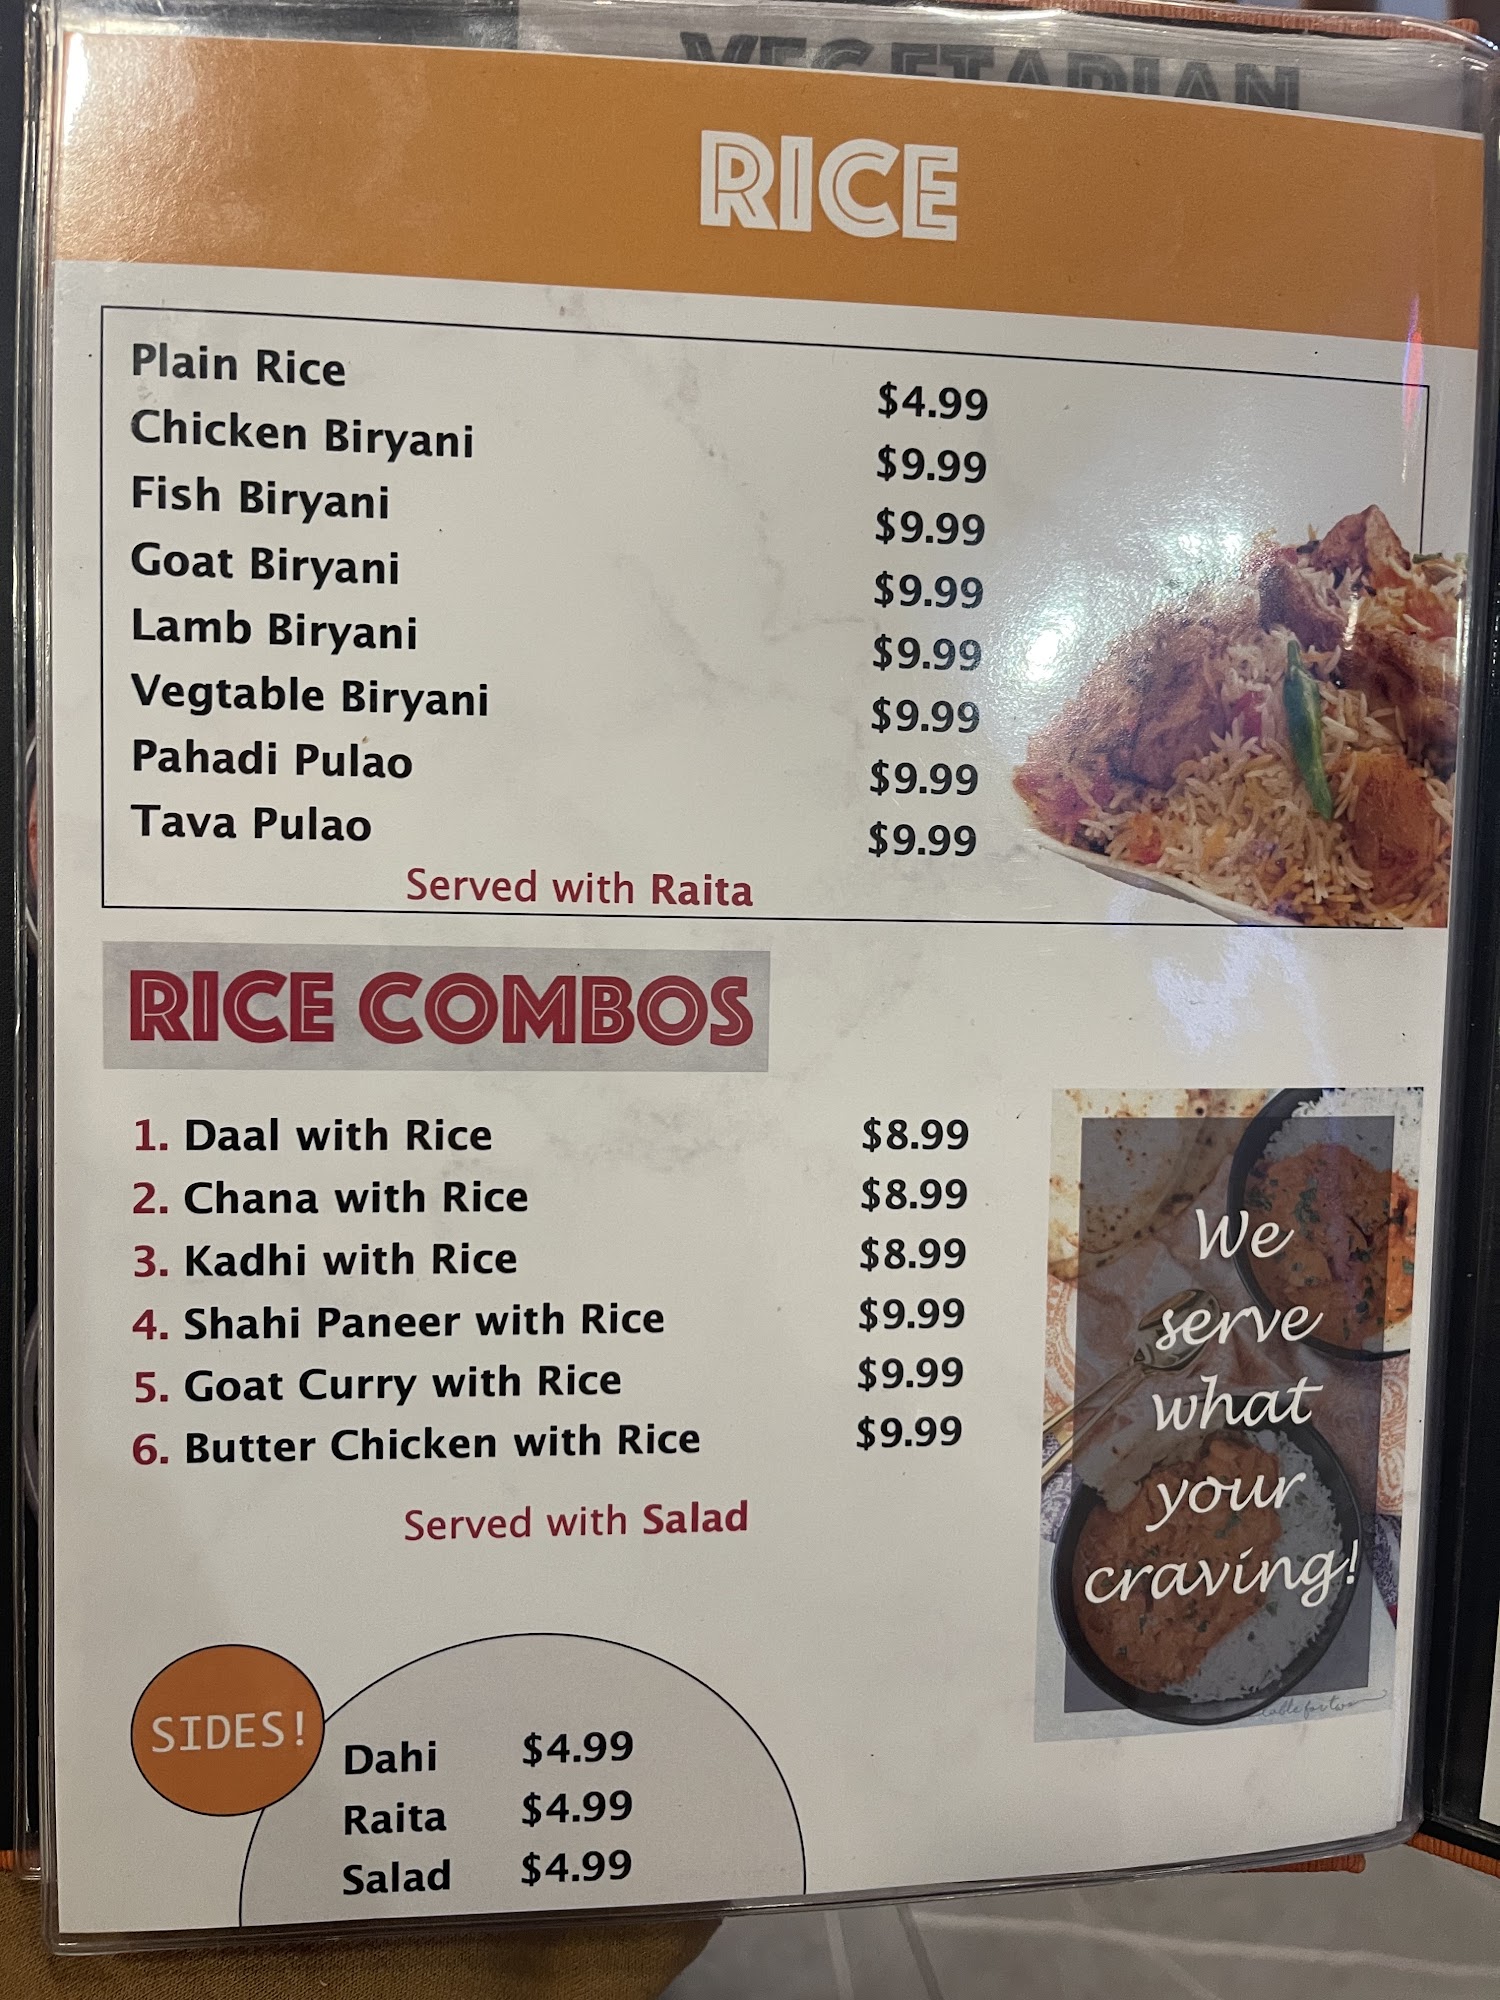 VEGETARIAN
RICE
Plain Rice $4.99
Chicken Biryani $9.99
Fish Biryani $9.99
Goat Biryani $9.99
Lamb Biryani $9.99
Vegtable Biryani $9.99
Pahadi Pulao $9.99
Tava Pulao $9.99
Served with Raita
RICE COMBOS
1. Daal with Rice $8.99
2. Chana with Rice $8.99
3. Kadhi with Rice $8.99
4. Shahi Paneer with Rice $9.99
5. Goat Curry with Rice $9.99
6. Butter Chicken with Rice $9.99
Served with Salad
We
serve
what
your
craving!
tablefortwo
SIDES!
Dahi $4.99
Raita $4.99
Salad $4.99